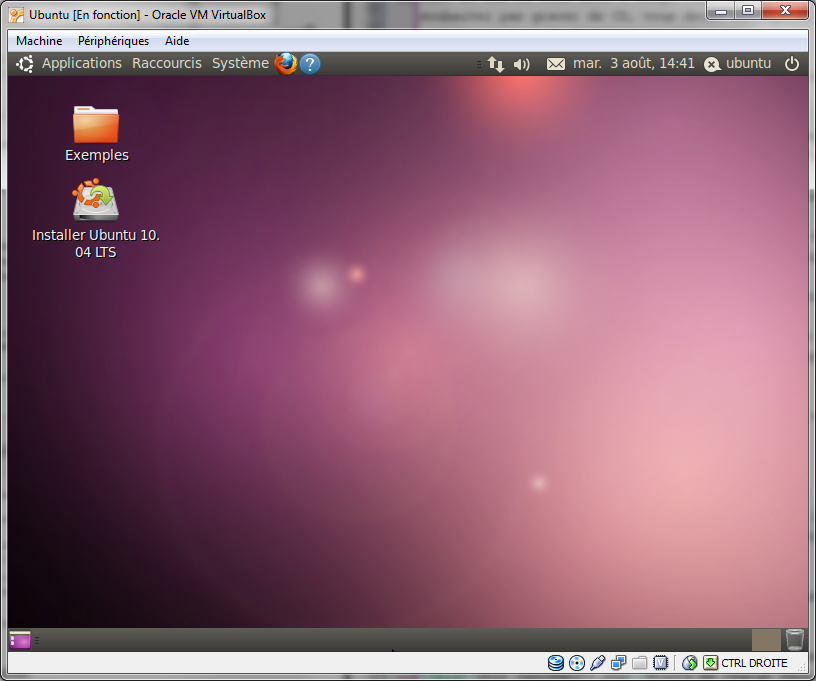 Ubuntu [En fonction] - Oracle VM VirtualBox
Machine Périphériques Aide
Applications Raccourcis Système ? mar. 3 août, 14:41 ubuntu
Exemples
Installer Ubuntu 10.
04 LTS
V CTRL DROITE